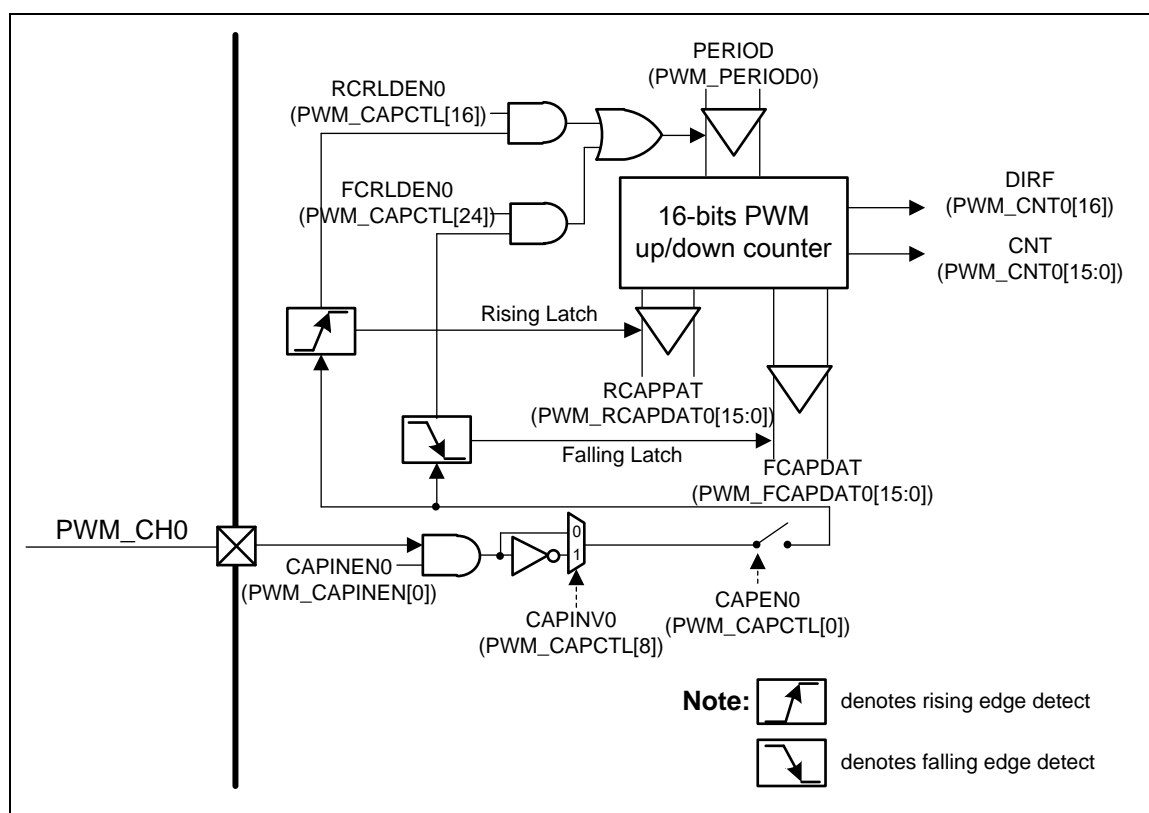 PERIOD
(PWM_PERIOD0)
RCRLDEN0
(PWM_CAPCTL[16])
FCRLDEN0
(PWM_CAPCTL[24])
16-bits PWM
up/down counter
DIRF
(PWM_CNT0[16])
CNT
(PWM_CNT0[15:0])
Rising Latch
RCAPPAT
(PWM_RCAPDAT0[15:0])
Falling Latch
FCAPDAT
(PWM_FCAPDAT0[15:0])
PWM_CH0
CAPINEN0
(PWM_CAPINEN[0])
0
1
CAPINV0
(PWM_CAPCTL[8])
CAPEN0
(PWM_CAPCTL[0])
Note:
denotes rising edge detect
denotes falling edge detect